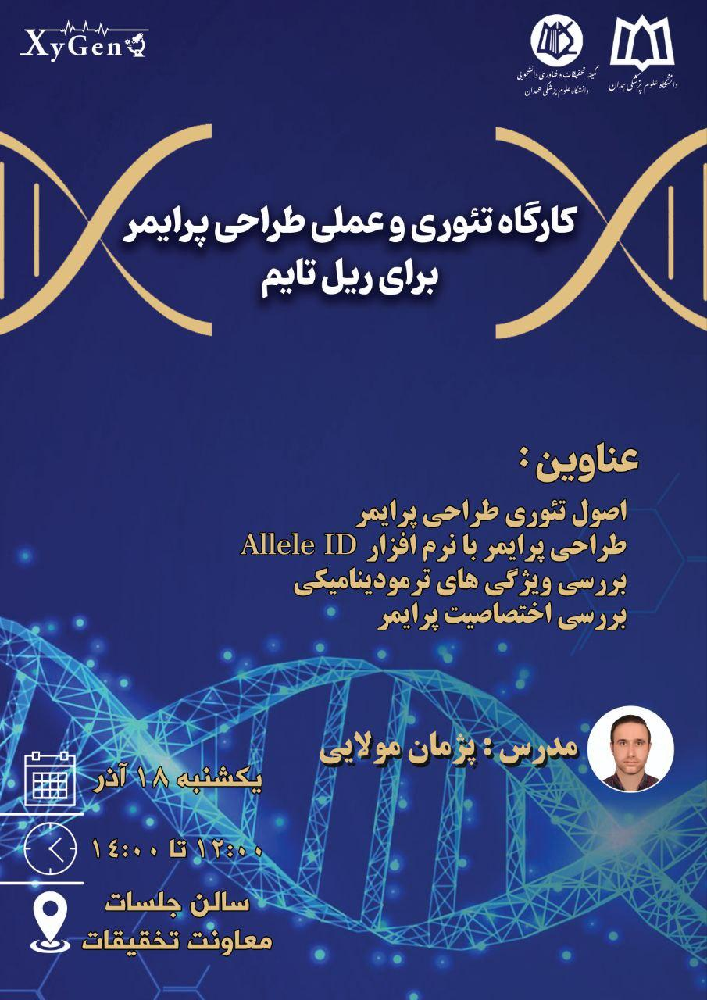 XyGen
دانشگاه علوم پزشکی همدان
کمیته تحقیقات و فناوری دانشجویی
دانشگاه علوم پزشکی همدان
کارگاه تئوری و عملی طراحی پرایمر
برای ریل تایم
عناوین :
اصول تئوری طراحی پرایمر
طراحی پرایمر با نرم افزار Allele ID
بررسی ویژگی های ترمودینامیکی
بررسی اختصاصیت پرایمر
مدرس : پژمان مولایی
یکشنبه ۱۸ آذر
۱۲:۰۰ تا ۱۴:۰۰
سالن جلسات
معاونت تخقیقات